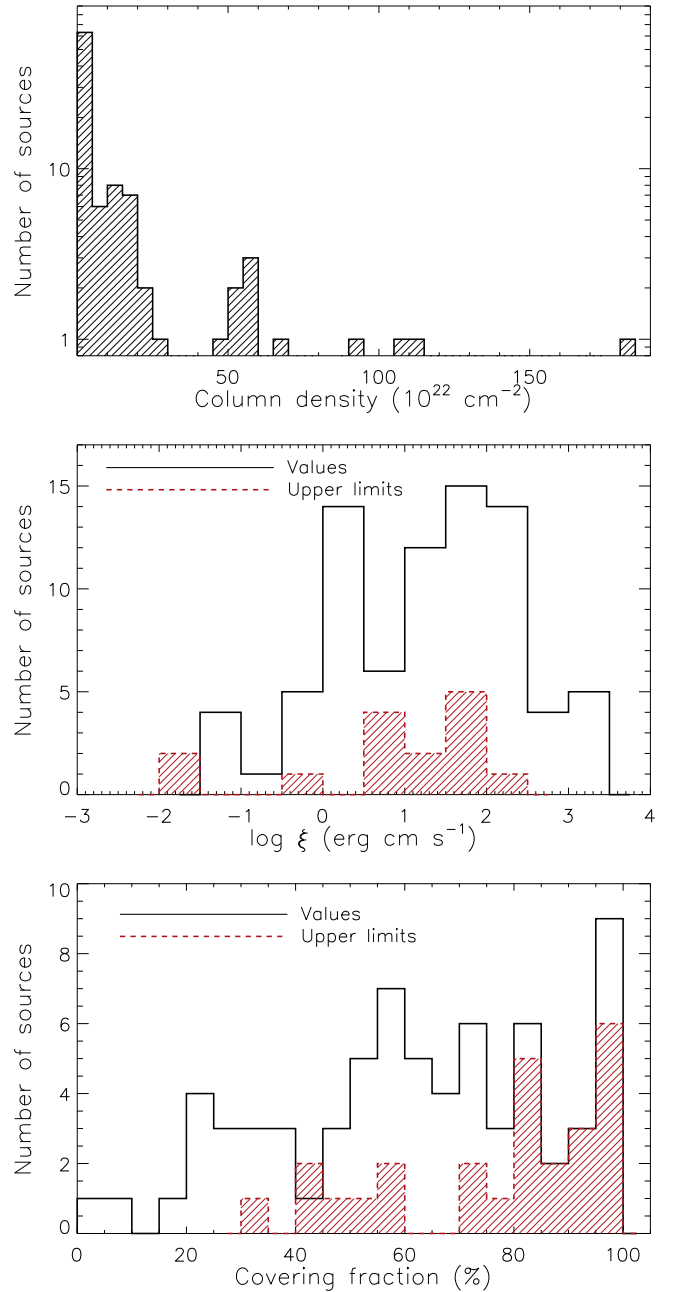 Number of sources
10
1
50
100
150
Column density (10²² cm⁻²)
Values
Upper limits
Number of sources
15
10
5
0
−3
−2
−1
0
1
2
3
4
log ξ (erg cm s⁻¹)
Values
Upper limits
Number of sources
10
8
6
4
2
0
0
20
40
60
80
100
Covering fraction (%)